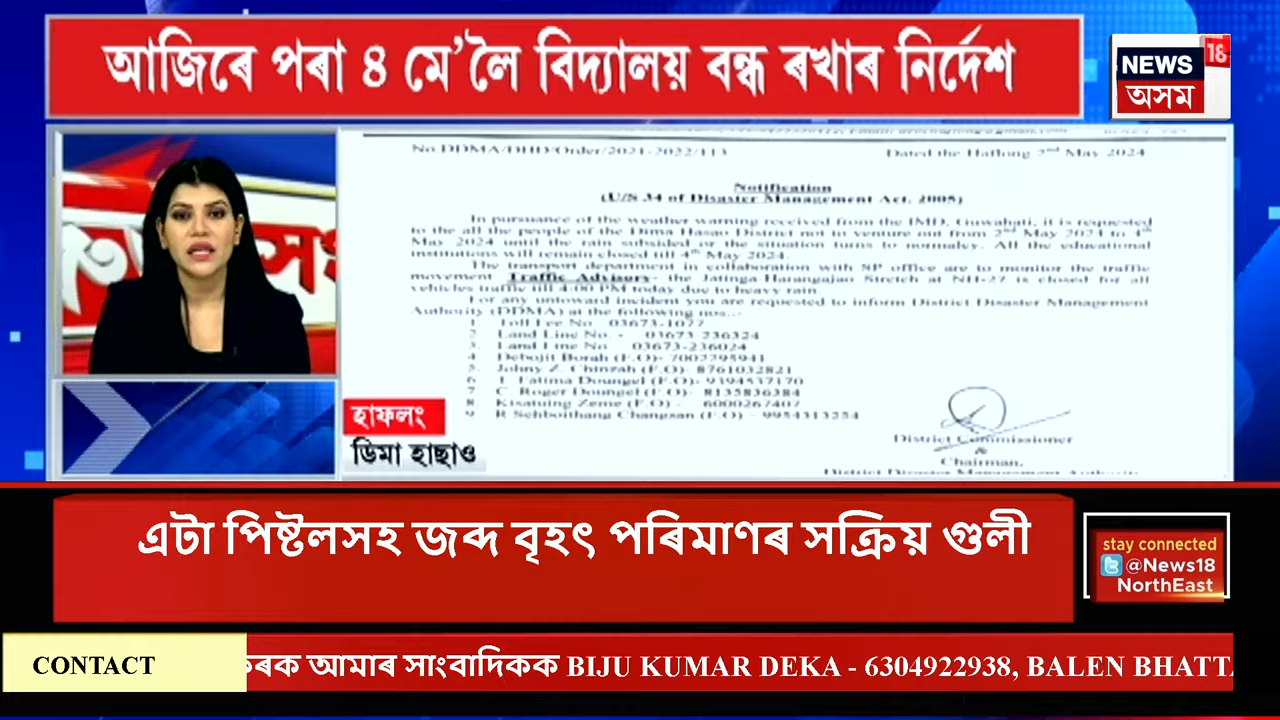 আজিৰে পৰা ৪ মে'লৈ বিদ্যালয় বন্ধ ৰখাৰ নিৰ্দেশ
NEWS 18
অসম
No DDMA/DHD/Order/2021-2022/113 Dated the Haflong 2nd May 2024
Notification
(U/S 34 of Disaster Management Act, 2005)
In pursuance of the weather warning received from the IMD, Guwahati, it is requested
to the all the people of the Dima Hasao District not to venture out from 2nd May 2024 to 4th
May 2024 until the rain subsided or the situation turns to normalcy. All the educational
institutions will remain closed till 4th May 2024.
The transport department in collaboration with SP office are to monitor the traffic
movement. Traffic Advisory- the Jatinga Harangajao Stretch at NH-27 is closed for all
vehicles traffic till 4:00 PM today due to heavy rain.
For any untoward incident you are requested to inform District Disaster Management
Authority (DDMA) at the following nos...-
1. Toll Fee No 03673-1077
2. Land Line No. - 03673 236324
3. Land Line No 03673-236024
4. Debojit Borah (F.O)- 7002295941
5. Johny Z. Chinzah (F.O) 8761032821
6. T. Fatima Doungel (F.O)- 9394537170
7. C. Roger Doungel (F.O)- 8135836384
8. Kisatuing Zeme (F.O)- 6000267407
9. R Sehboithang Changsan (F.O) - 9954313254
District Commissioner
&
Chairman,
District Disaster Management Authority
হাফলং
ডিমা হাছাও
এটা পিষ্টলসহ জব্দ বৃহৎ পৰিমাণৰ সক্ৰিয় গুলী
stay connected
@News18
NorthEast
CONTACT কৰক আমাৰ সাংবাদিকক BIJU KUMAR DEKA - 6304922938, BALEN BHATTA